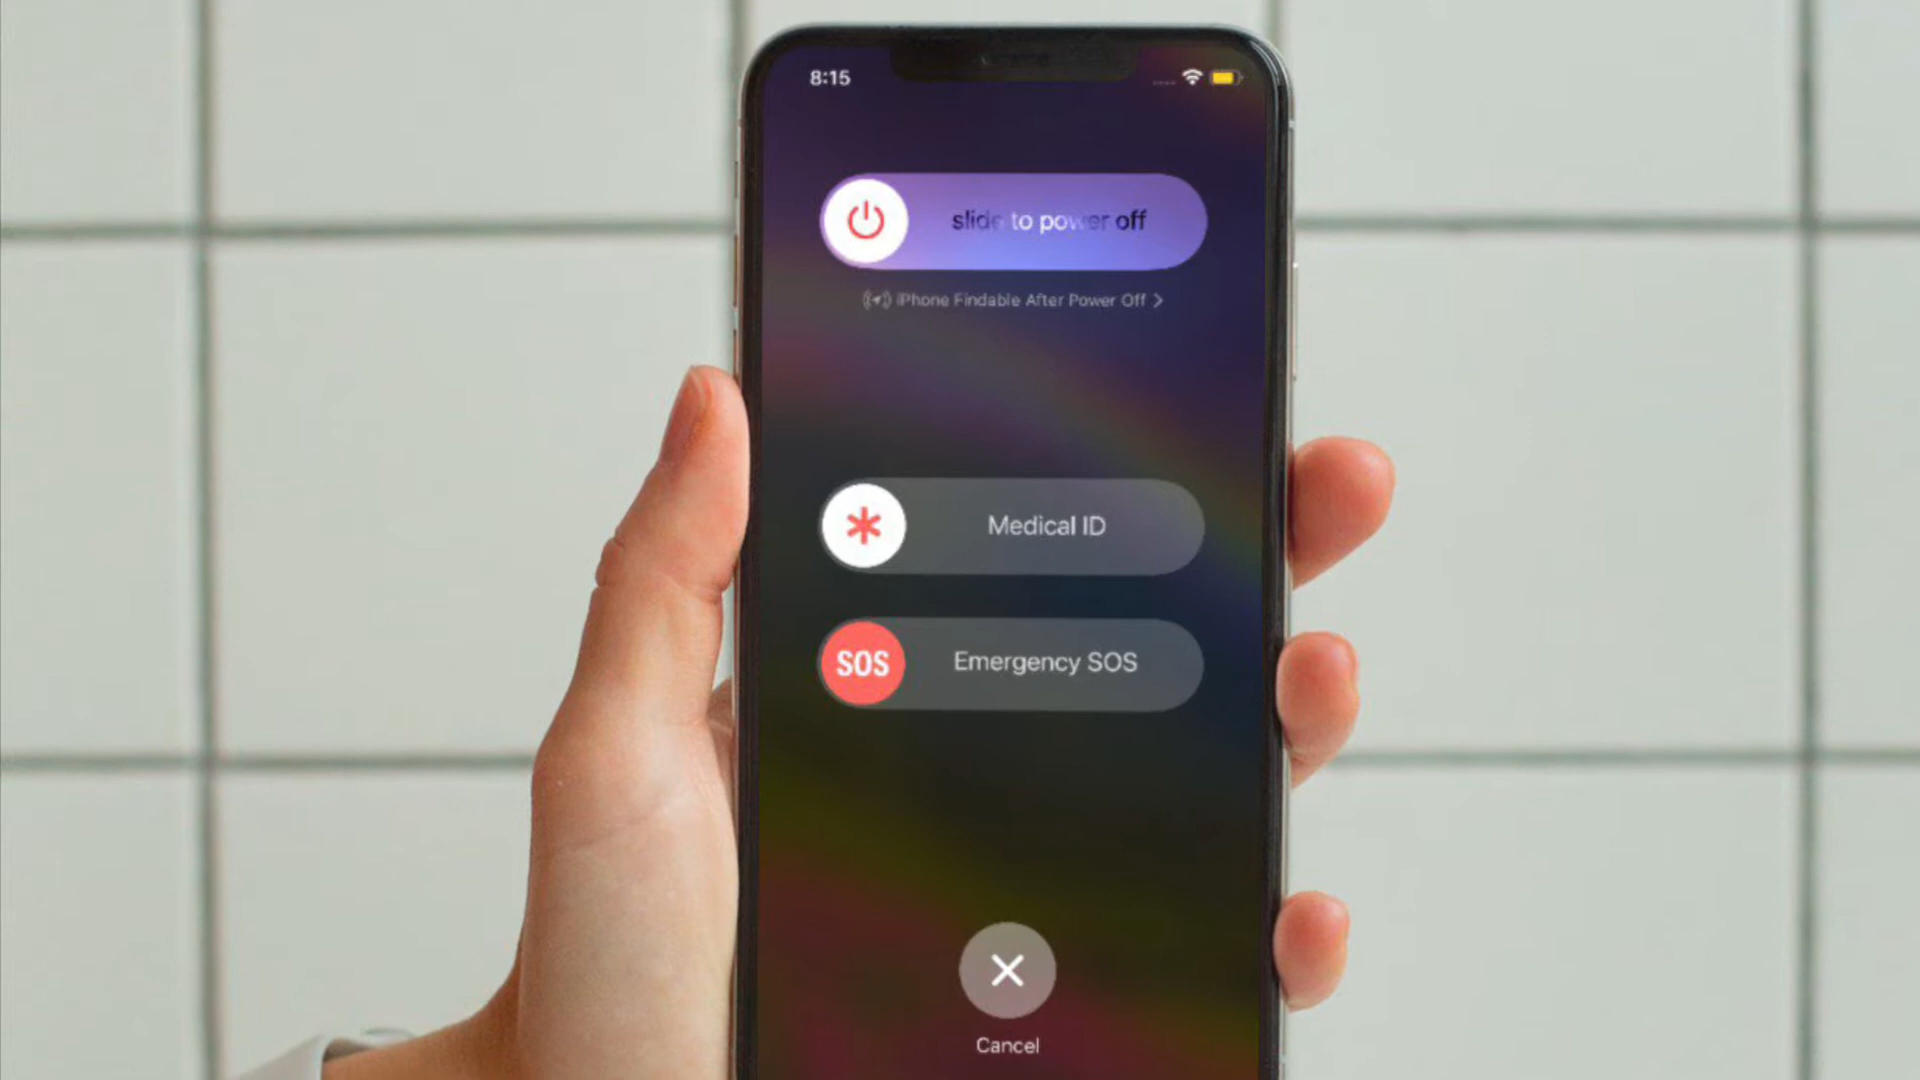 8:15
slide to power off
iPhone Findable After Power Off
Medical ID
SOS
Emergency SOS
Cancel